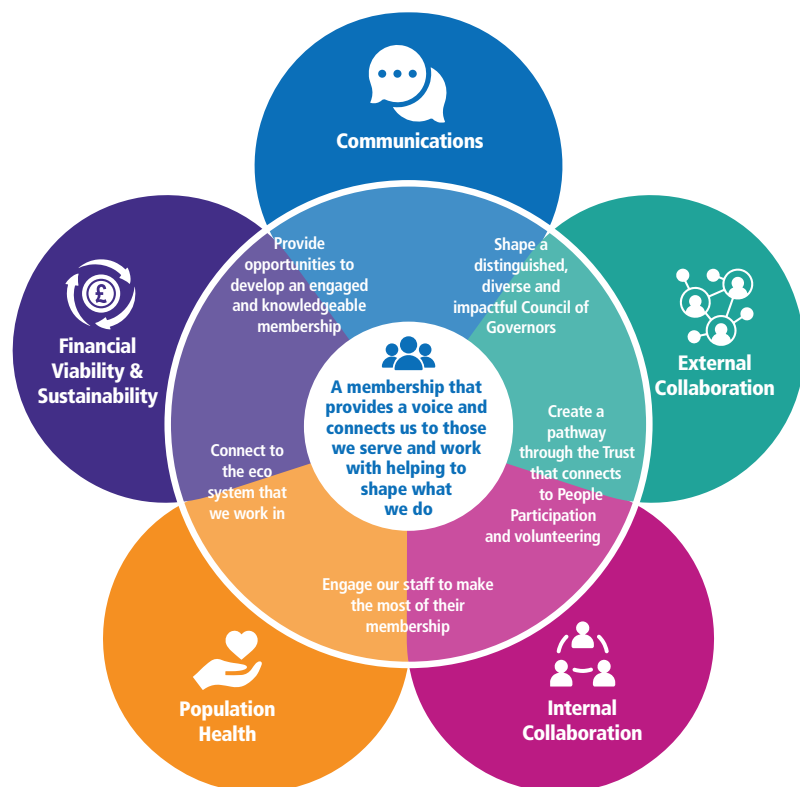 Communications
Provide
opportunities to
develop an engaged
and knowledgeable
membership
Shape a
distinguished,
diverse and
impactful Council of
Governors
£
Financial
Viability &
Sustainability
External
Collaboration
A membership that
provides a voice and
connects us to those
we serve and work
with helping to
shape what
we do
Create a
pathway
through the Trust
that connects
to People
Participation
and volunteering
Connect to
the eco
system that
we work in
Engage our staff to make
the most of their
membership
Population
Health
Internal
Collaboration